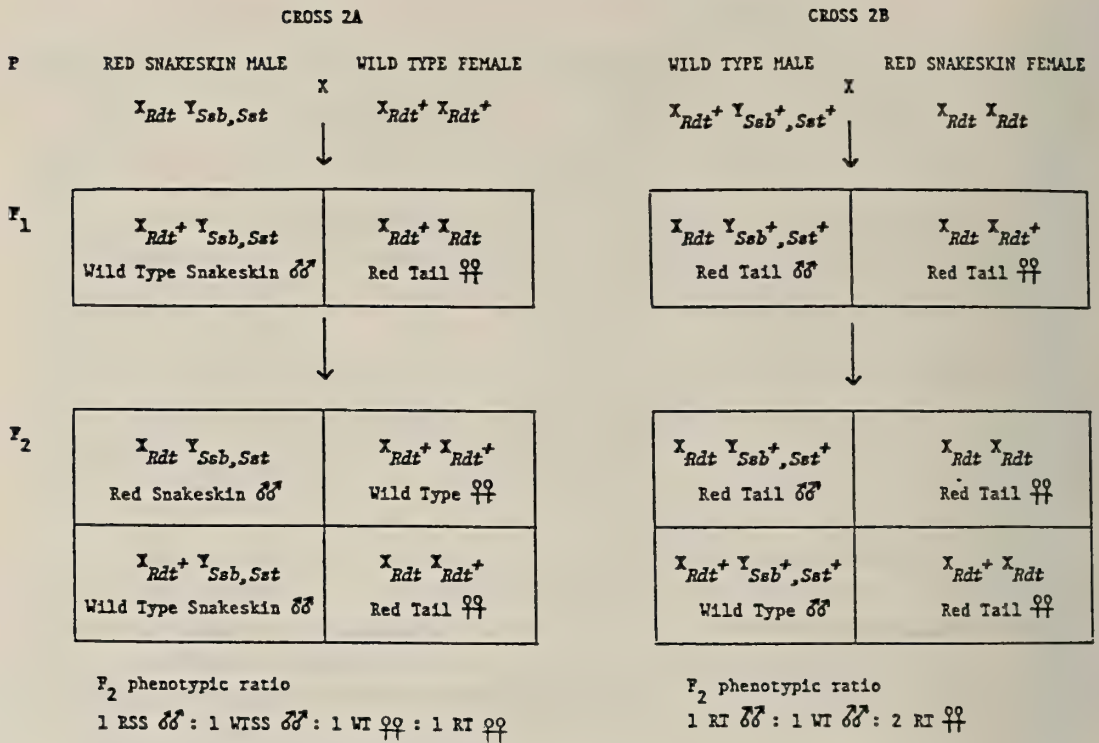 CROSS 2A
P RED SNAKESKIN MALE X WILD TYPE FEMALE
X_Rdt Y_Ssb,Sst X_Rdt+ X_Rdt+
F1
X_Rdt+ Y_Ssb,Sst X_Rdt+ X_Rdt
Wild Type Snakeskin ♂♂ Red Tail ♀♀
F2
X_Rdt Y_Ssb,Sst X_Rdt+ X_Rdt+
Red Snakeskin ♂♂ Wild Type ♀♀
X_Rdt+ Y_Ssb,Sst X_Rdt X_Rdt+
Wild Type Snakeskin ♂♂ Red Tail ♀♀
F2 phenotypic ratio
1 RSS ♂♂ : 1 WTSS ♂♂ : 1 WT ♀♀ : 1 RT ♀♀
CROSS 2B
WILD TYPE MALE X RED SNAKESKIN FEMALE
X_Rdt+ Y_Ssb+,Sst+ X_Rdt X_Rdt
X_Rdt Y_Ssb+,Sst+ X_Rdt X_Rdt+
Red Tail ♂♂ Red Tail ♀♀
X_Rdt Y_Ssb+,Sst+ X_Rdt X_Rdt
Red Tail ♂♂ Red Tail ♀♀
X_Rdt+ Y_Ssb+,Sst+ X_Rdt+ X_Rdt
Wild Type ♂♂ Red Tail ♀♀
F2 phenotypic ratio
1 RT ♂♂ : 1 WT ♂♂ : 2 RT ♀♀